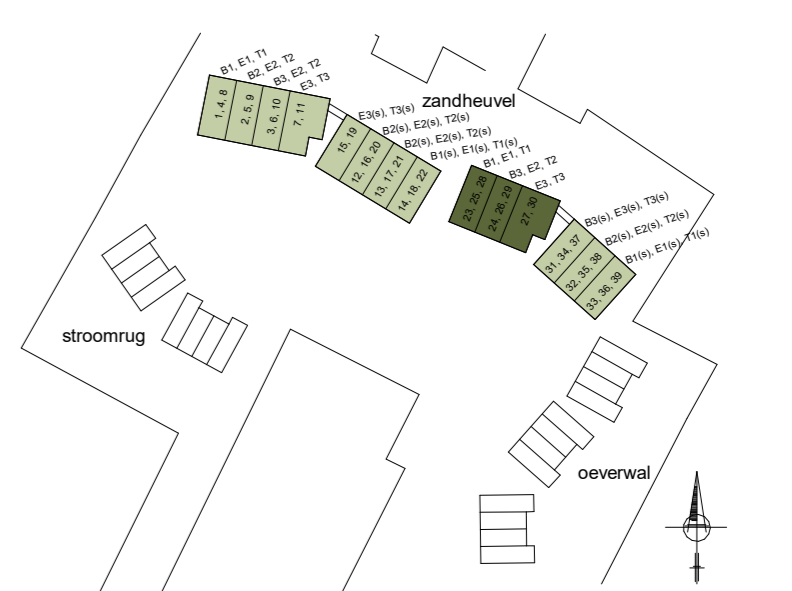 B1, E1, T1
B2, E2, T2
B3, E2, T2
E3, T3
1, 4, 8
2, 5, 9
3, 6, 10
7, 11
zandheuvel
E3(s), T3(s)
B2(s), E2(s), T2(s)
B2(s), E2(s), T2(s)
B1(s), E1(s), T1(s)
15, 19
12, 16, 20
13, 17, 21
14, 18, 22
B1, E1, T1
B3, E2, T2
E3, T3
23, 25, 28
24, 26, 29
27, 30
B3(s), E3(s), T3(s)
B2(s), E2(s), T2(s)
B1(s), E1(s), T1(s)
31, 34, 37
32, 35, 38
33, 36, 39
stroomrug
oeverwal